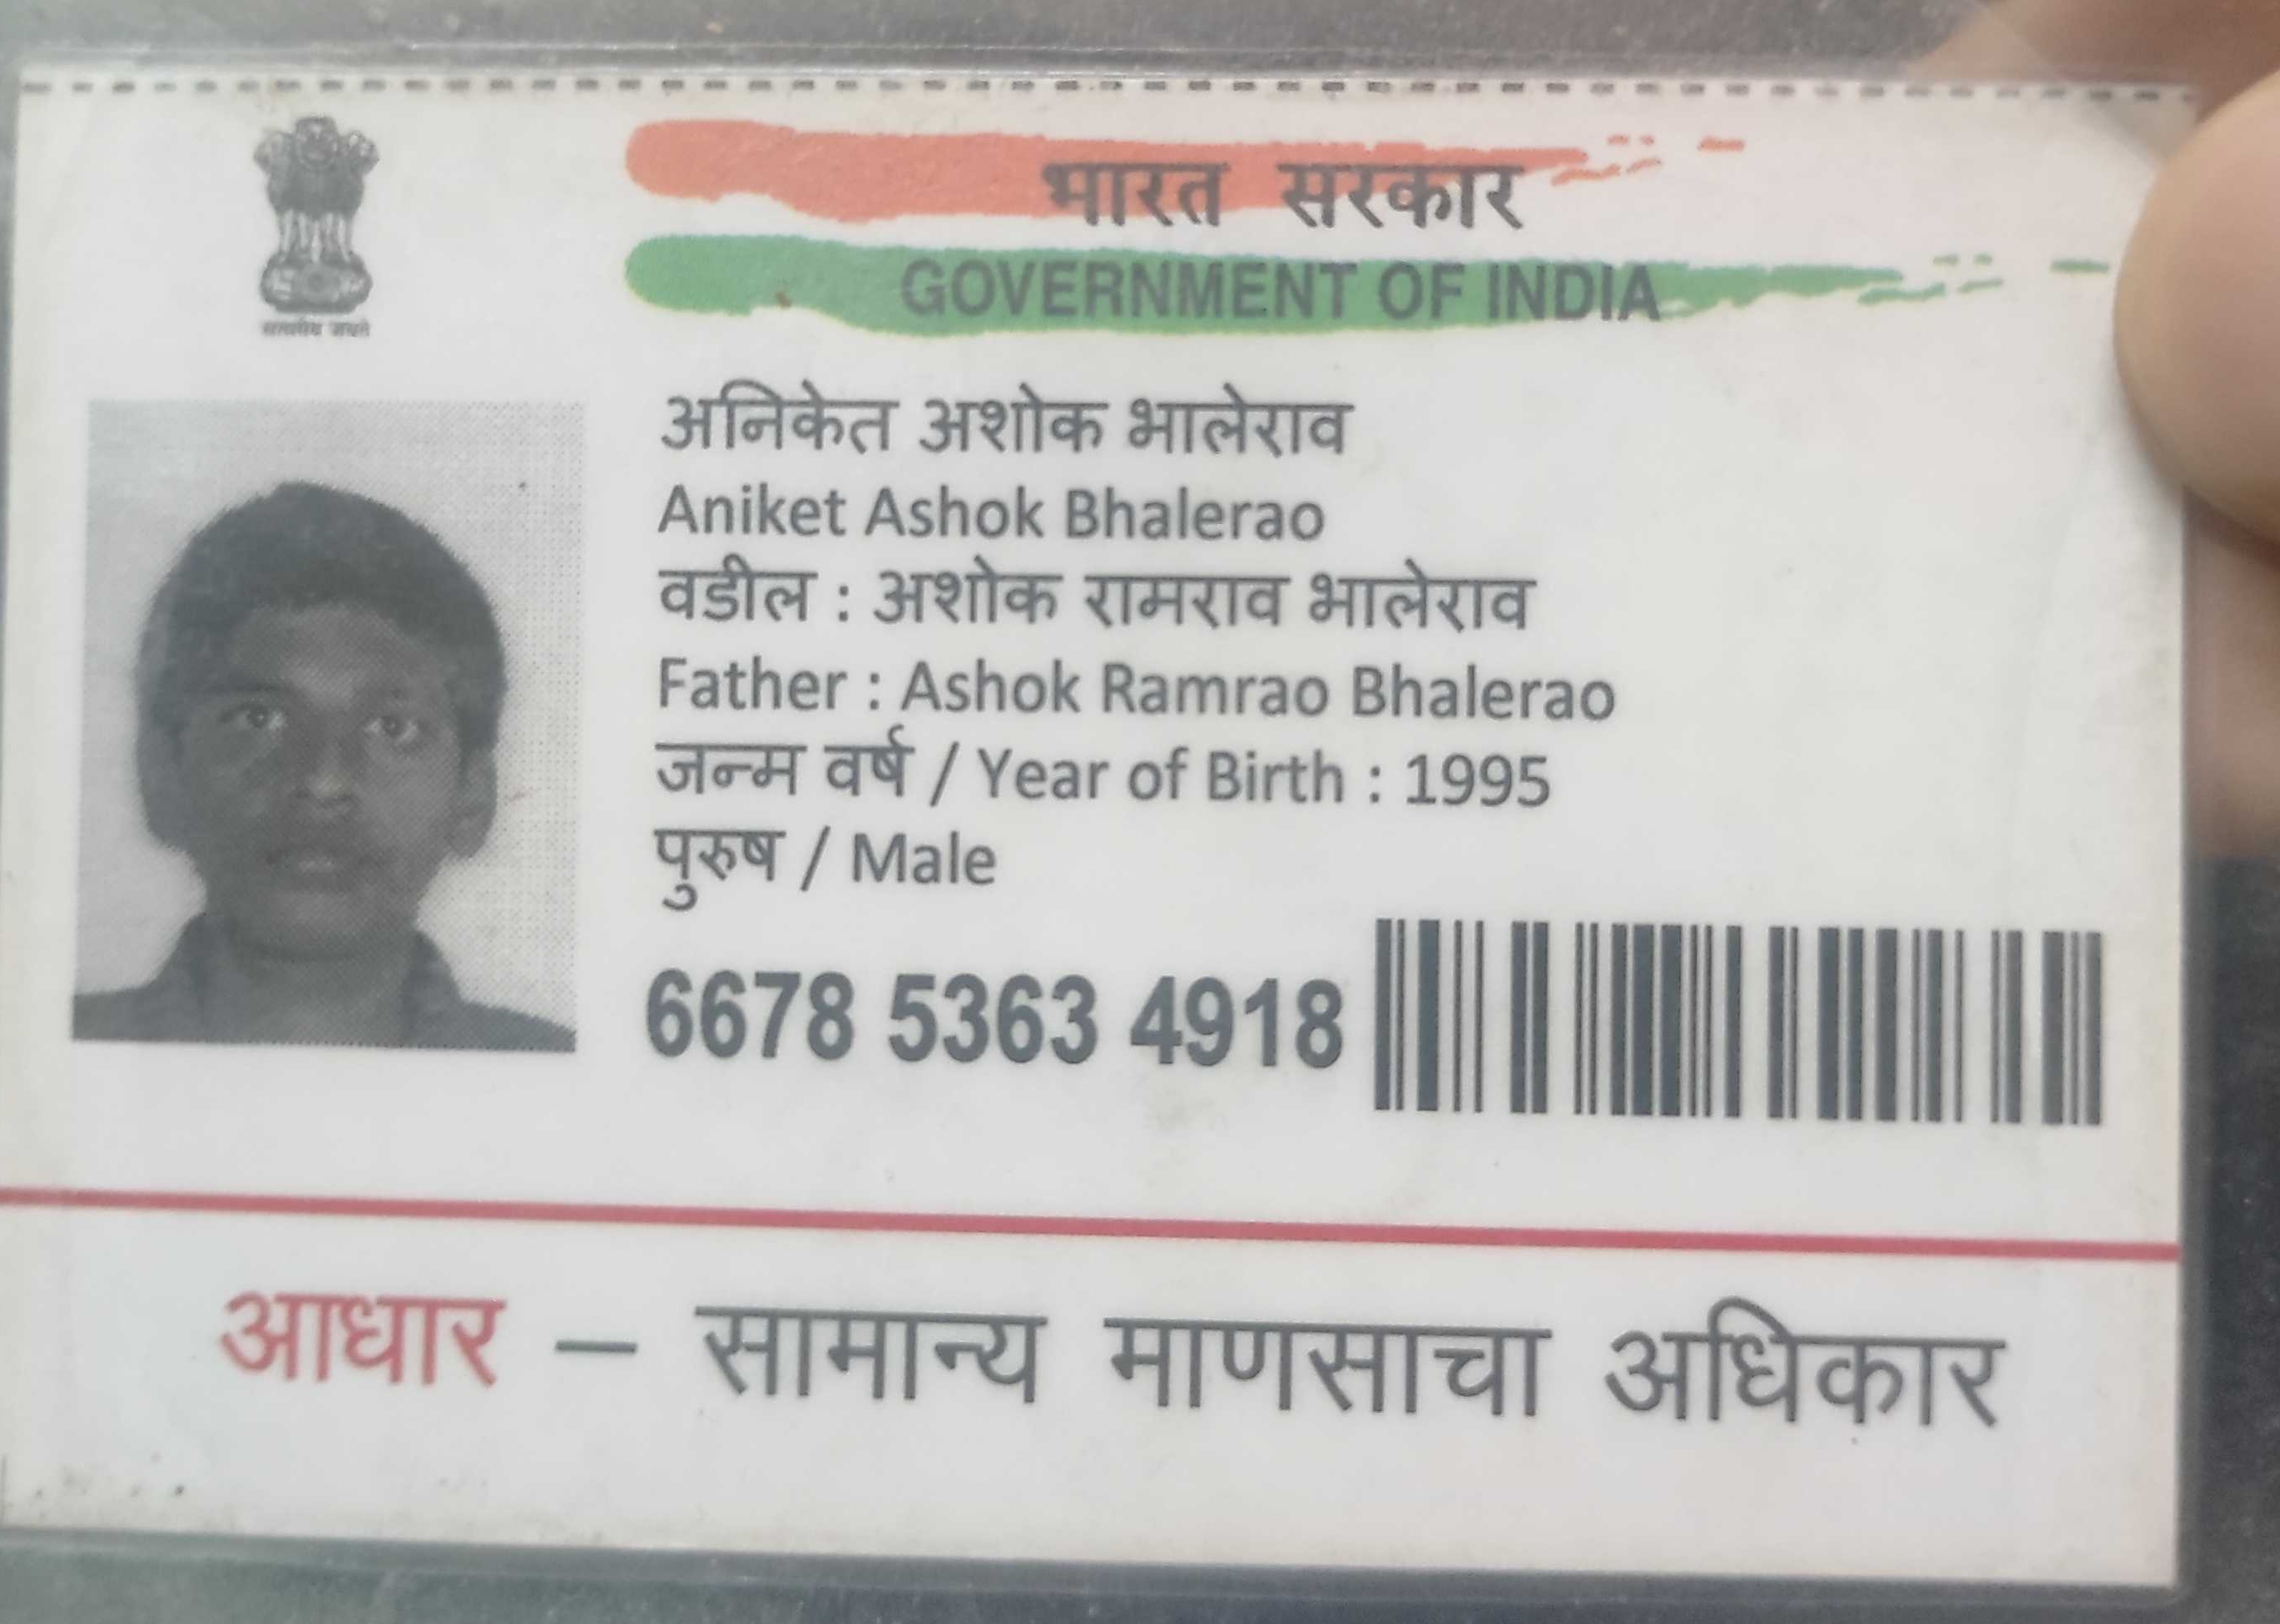 भारत सरकार
GOVERNMENT OF INDIA
सत्यमेव जयते
अनिकेत अशोक भालेराव
Aniket Ashok Bhalerao
वडील : अशोक रामराव भालेराव
Father : Ashok Ramrao Bhalerao
जन्म वर्ष / Year of Birth : 1995
पुरुष / Male
6678 5363 4918
आधार – सामान्य माणसाचा अधिकार